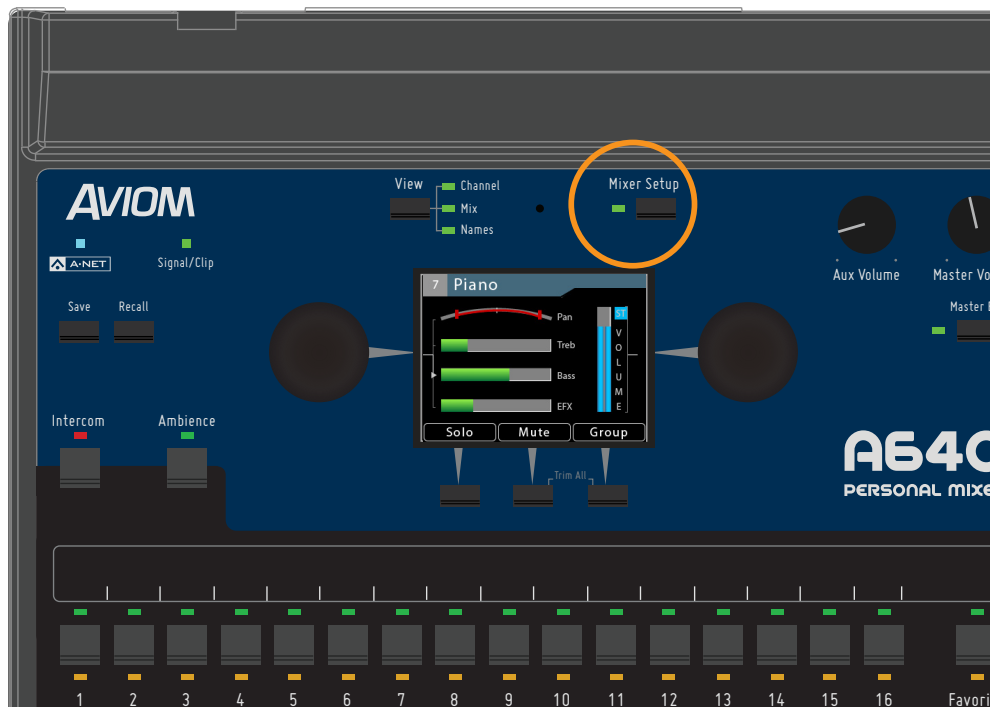 AVIOM
View
Channel
Mix
Names
Mixer Setup
A-NET
Signal/Clip
Save
Recall
7 Piano
Pan
Treb
Bass
EFX
ST
VOLUME
Solo
Mute
Group
Trim All
Aux Volume
Master Vo
Master
Intercom
Ambience
A640
PERSONAL MIXE
1 2 3 4 5 6 7 8 9 10 11 12 13 14 15 16
Favori